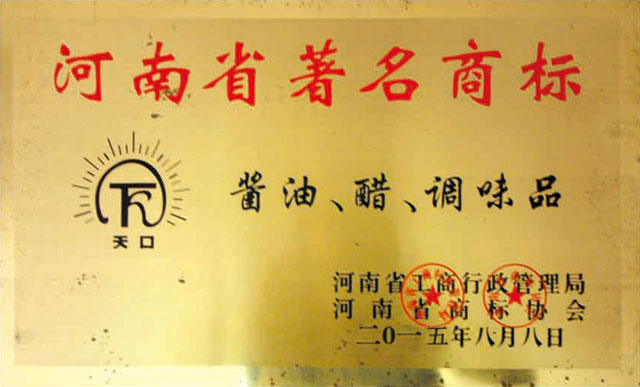 河南省著名商标
天口
酱油、醋、调味品
河南省工商行政管理局
河南省商标协会
二〇一五年八月八日